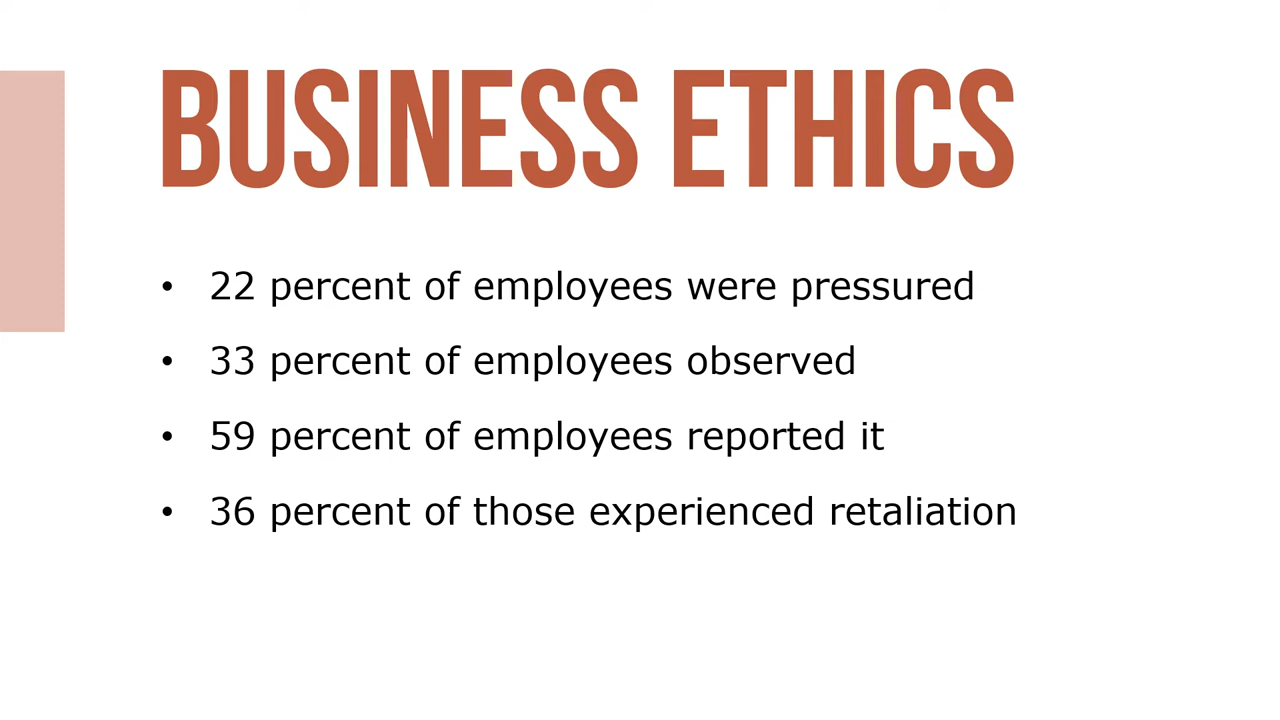 BUSINESS ETHICS
• 22 percent of employees were pressured
• 33 percent of employees observed
• 59 percent of employees reported it
• 36 percent of those experienced retaliation